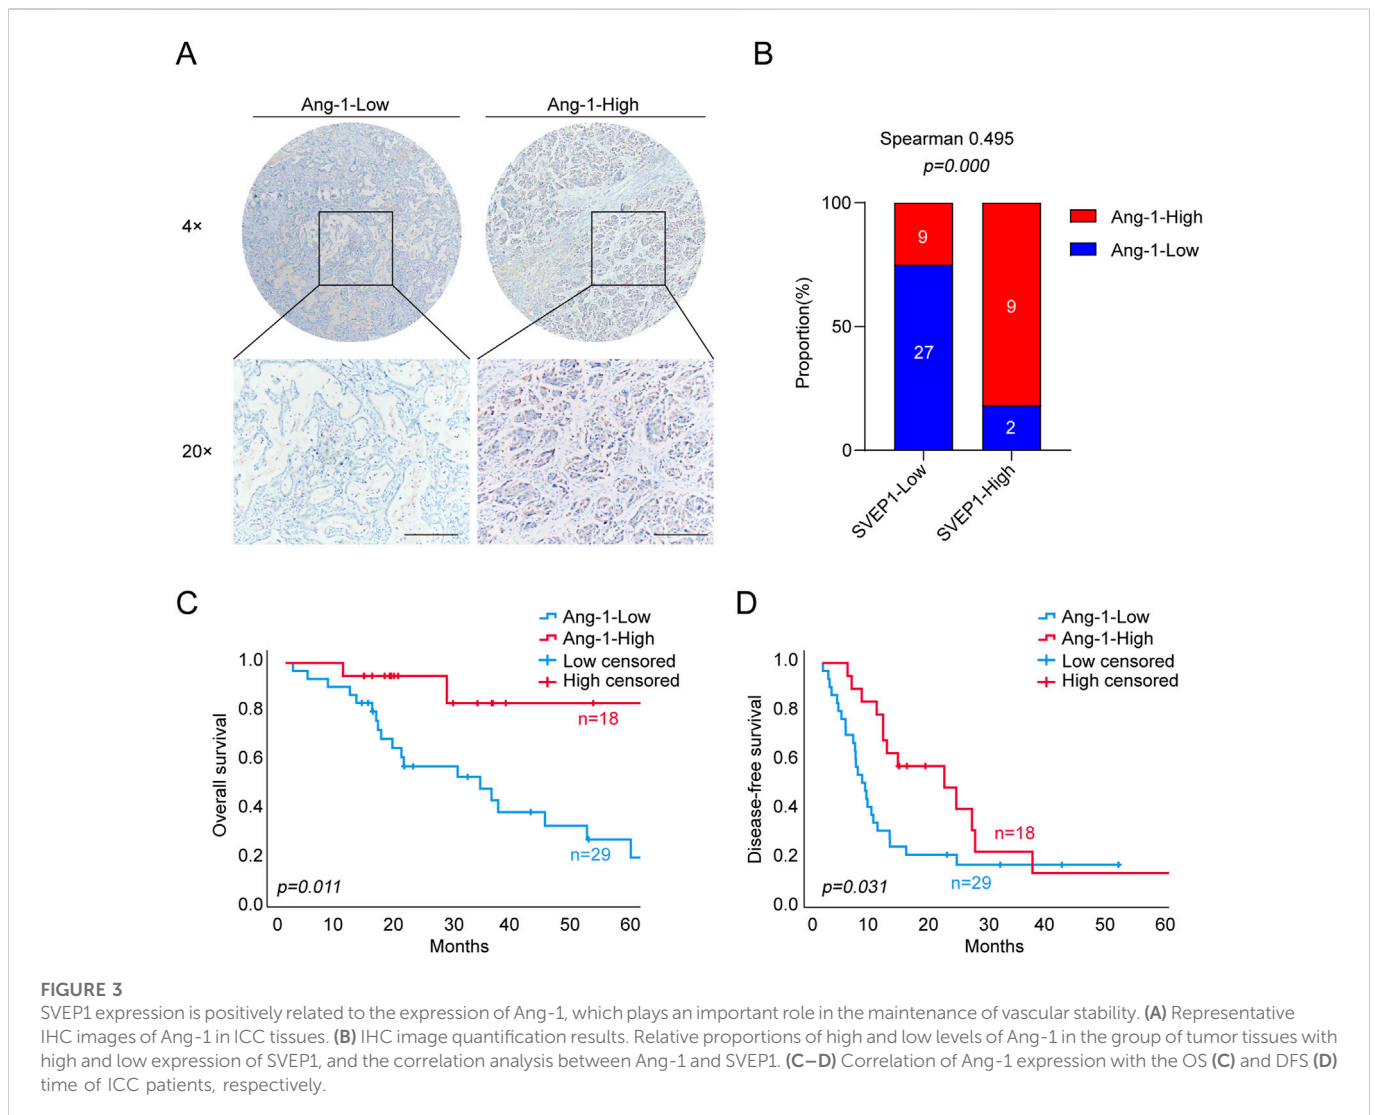 A
Ang-1-Low
Ang-1-High
4×
20×
B
Spearman 0.495
p=0.000
100
50
0
Proportion(%)
9
27
9
2
SVEP1-Low
SVEP1-High
Ang-1-High
Ang-1-Low
C
Ang-1-Low
Ang-1-High
Low censored
High censored
1.0
0.8
0.6
0.4
0.2
0.0
Overall survival
n=18
n=29
p=0.011
0 10 20 30 40 50 60
Months
D
Ang-1-Low
Ang-1-High
Low censored
High censored
1.0
0.8
0.6
0.4
0.2
0.0
Disease-free survival
n=18
n=29
p=0.031
0 10 20 30 40 50 60
Months
FIGURE 3
SVEP1 expression is positively related to the expression of Ang-1, which plays an important role in the maintenance of vascular stability. (A) Representative
IHC images of Ang-1 in ICC tissues. (B) IHC image quantification results. Relative proportions of high and low levels of Ang-1 in the group of tumor tissues with
high and low expression of SVEP1, and the correlation analysis between Ang-1 and SVEP1. (C–D) Correlation of Ang-1 expression with the OS (C) and DFS (D)
time of ICC patients, respectively.